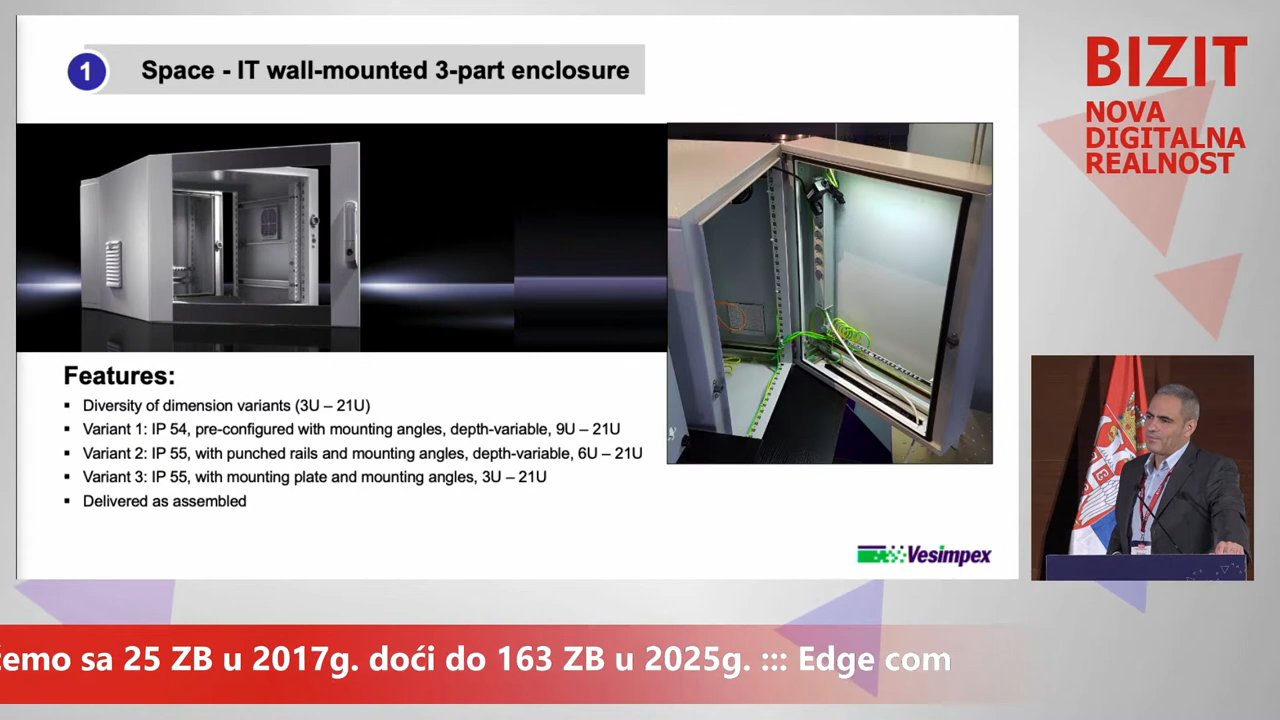 1
Space - IT wall-mounted 3-part enclosure
Features:
▪ Diversity of dimension variants (3U – 21U)
▪ Variant 1: IP 54, pre-configured with mounting angles, depth-variable, 9U – 21U
▪ Variant 2: IP 55, with punched rails and mounting angles, depth-variable, 6U – 21U
▪ Variant 3: IP 55, with mounting plate and mounting angles, 3U – 21U
▪ Delivered as assembled
Vesimpex
BIZIT
NOVA
DIGITALNA
REALNOST
emo sa 25 ZB u 2017g. doći do 163 ZB u 2025g. ::: Edge com